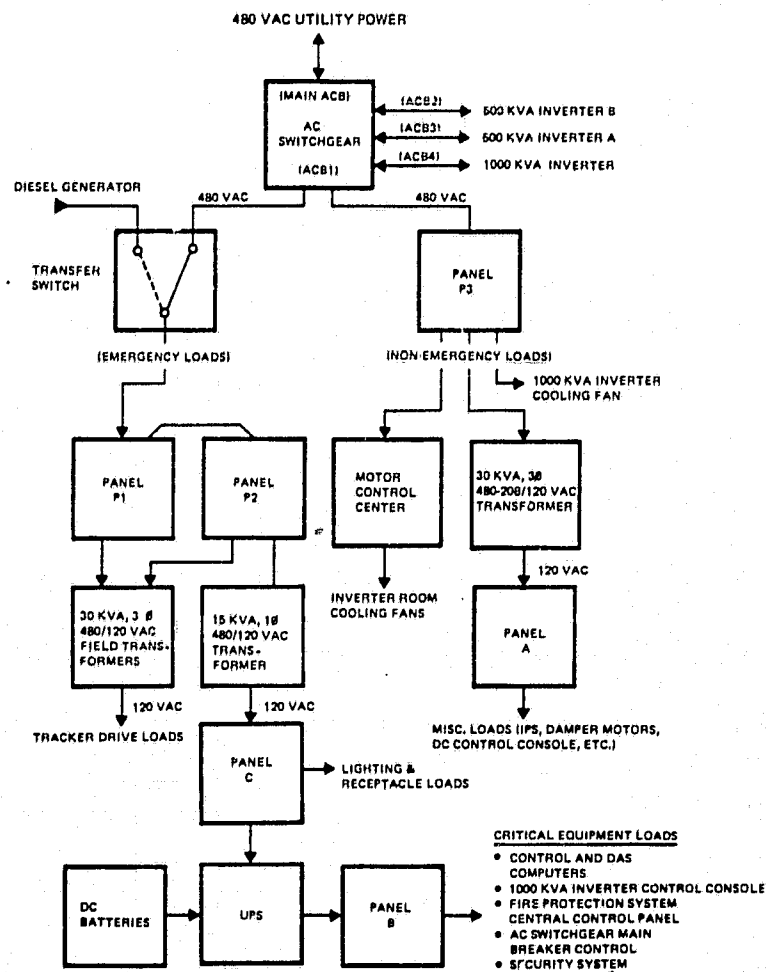 480 VAC UTILITY POWER
(MAIN ACB)
AC
SWITCHGEAR
(ACB1)
(ACB2)
500 KVA INVERTER B
(ACB3)
500 KVA INVERTER A
(ACB4)
1000 KVA INVERTER
DIESEL GENERATOR
480 VAC
480 VAC
TRANSFER
SWITCH
PANEL
P3
(EMERGENCY LOADS)
(NON-EMERGENCY LOADS)
1000 KVA INVERTER
COOLING FAN
PANEL
P1
PANEL
P2
MOTOR
CONTROL
CENTER
30 KVA, 3Ø
480-208/120 VAC
TRANSFORMER
INVERTER ROOM
COOLING FANS
120 VAC
30 KVA, 3 Ø
480/120 VAC
FIELD TRANS-
FORMERS
15 KVA, 1Ø
480/120 VAC
TRANS-
FORMER
PANEL
A
120 VAC
120 VAC
TRACKER DRIVE LOADS
MISC. LOADS (IPS, DAMPER MOTORS,
DC CONTROL CONSOLE, ETC.)
PANEL
C
LIGHTING &
RECEPTACLE LOADS
DC
BATTERIES
UPS
PANEL
B
CRITICAL EQUIPMENT LOADS
• CONTROL AND DAS
COMPUTERS
• 1000 KVA INVERTER CONTROL CONSOLE
• FIRE PROTECTION SYSTEM
CENTRAL CONTROL PANEL
• AC SWITCHGEAR MAIN
BREAKER CONTROL
• SECURITY SYSTEM